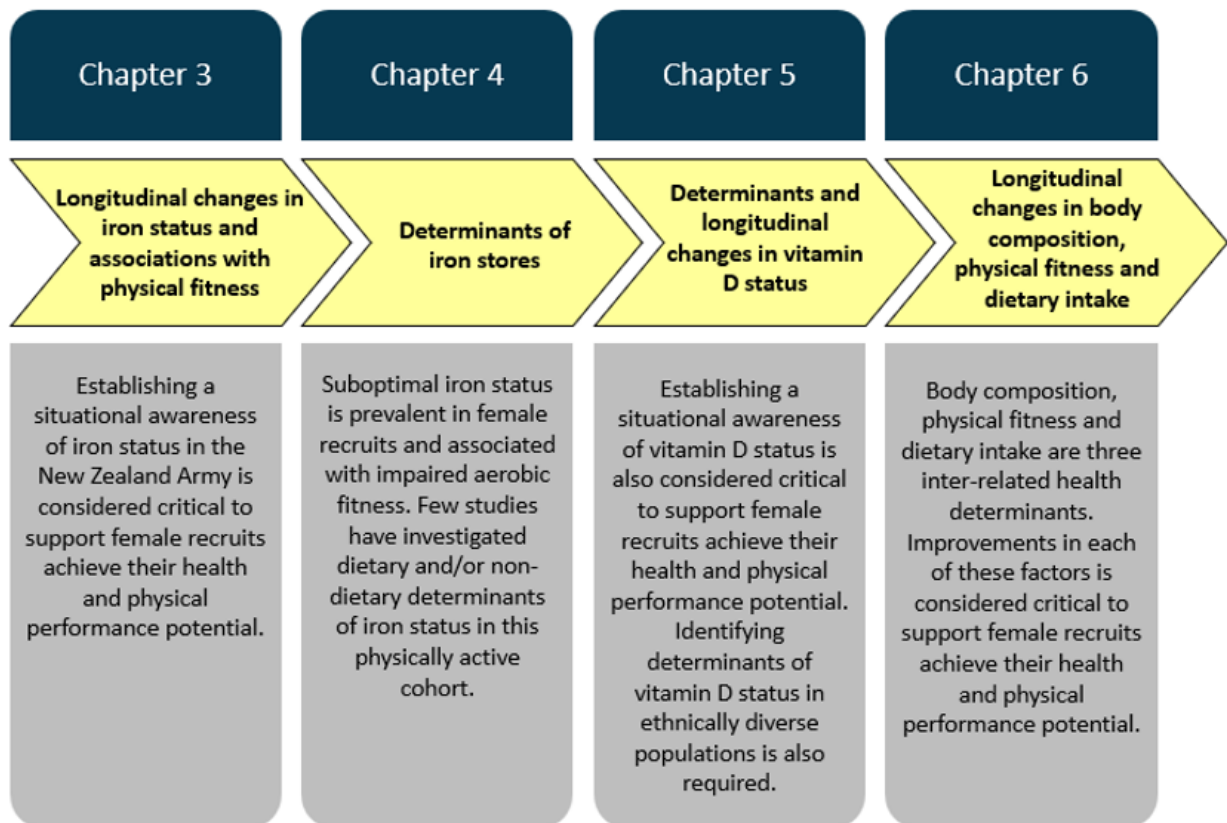 Chapter 3
Chapter 4
Chapter 5
Chapter 6
Longitudinal changes in
iron status and
associations with
physical fitness
Determinants of
iron stores
Determinants and
longitudinal
changes in vitamin
D status
Longitudinal
changes in body
composition,
physical fitness and
dietary intake
Establishing a
situational awareness
of iron status in the
New Zealand Army is
considered critical to
support female recruits
achieve their health
and physical
performance potential.
Suboptimal iron status
is prevalent in female
recruits and associated
with impaired aerobic
fitness. Few studies
have investigated
dietary and/or non-
dietary determinants
of iron status in this
physically active
cohort.
Establishing a
situational awareness
of vitamin D status is
also considered critical
to support female
recruits achieve their
health and physical
performance potential.
Identifying
determinants of
vitamin D status in
ethnically diverse
populations is also
required.
Body composition,
physical fitness and
dietary intake are three
inter-related health
determinants.
Improvements in each
of these factors is
considered critical to
support female recruits
achieve their health
and physical
performance potential.